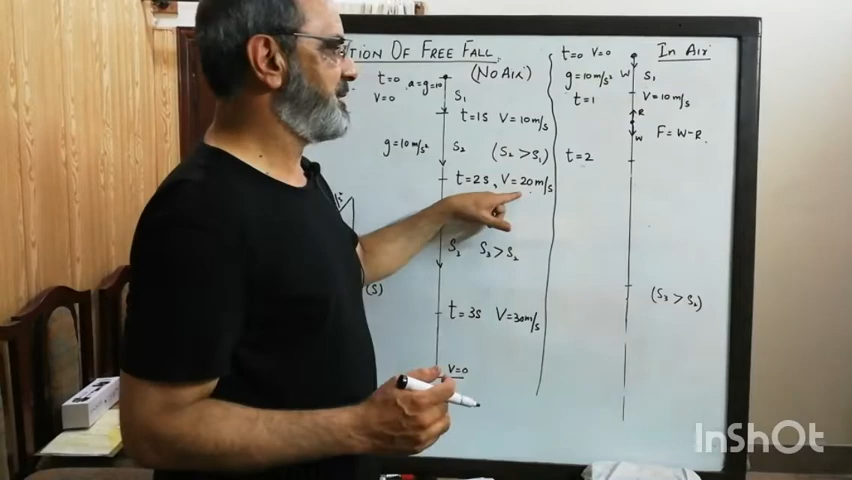 TION OF FREE FALL
(No Air)
t=0
V=0
a=g=10
S₁
t=1s V=10m/s
g=10m/s²
S₂
(S₂>S₁)
t=2s, V=20m/s
S₃ S₃>S₂
(S)
t=3s V=30m/s
V=0
In Air
t=0 V=0
g=10m/s²
W
S₁
t=1
V=10m/s
R
W
F=W-R.
t=2
(S₃>S₂)
InShOt